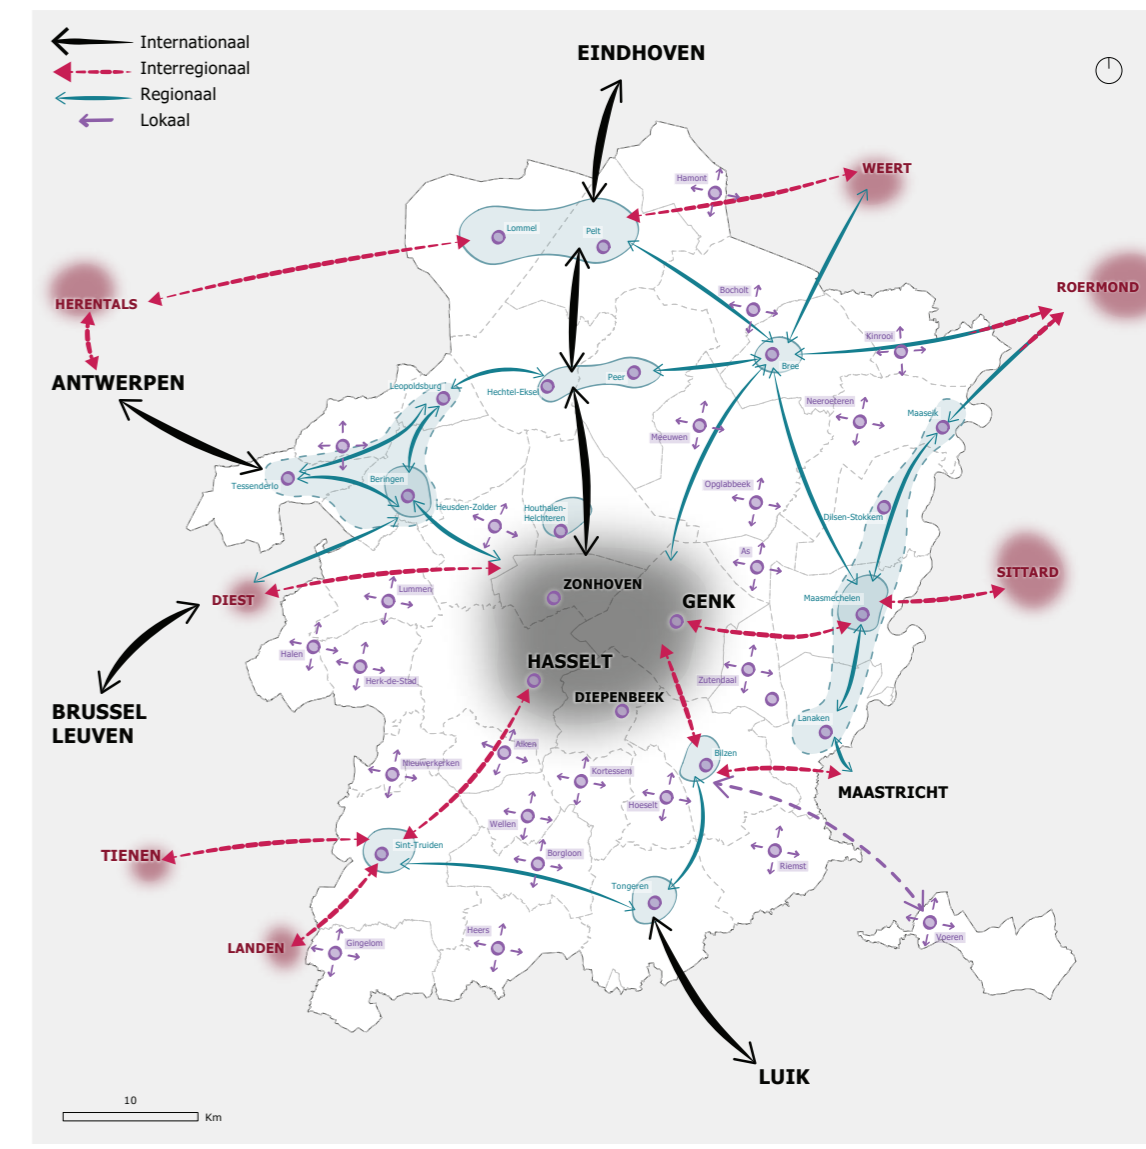 Internationaal
Interregionaal
Regionaal
Lokaal
EINDHOVEN
WEERT
Hamont
Lommel
Pelt
HERENTALS
ROERMOND
Bocholt
Kinrooi
Bree
ANTWERPEN
Leopoldsburg
Hechtel-Eksel
Peer
Neeroeteren
Maaseik
Meeuwen
Tessenderlo
Beringen
Heusden-Zolder
Houthalen-
Helchteren
Opglabbeek
Dilsen-Stokkem
As
SITTARD
ZONHOVEN
DIEST
Lummen
GENK
Maasmechelen
Halen
Herk-de-Stad
HASSELT
DIEPENBEEK
Zutendaal
BRUSSEL
LEUVEN
Lanaken
Alken
Nieuwerkerken
Kortessem
Bilzen
MAASTRICHT
Hoeselt
Wellen
Sint-Truiden
Borgloon
Riemst
TIENEN
Tongeren
LANDEN
Gingelom
Heers
Voeren
LUIK
10
Km